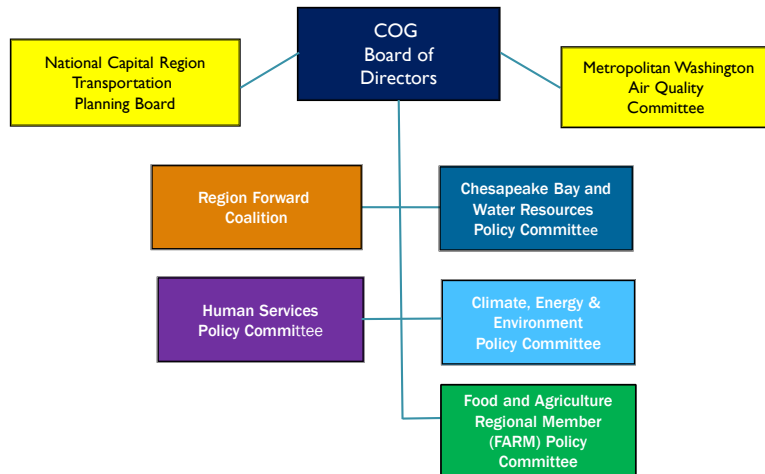 COG
Board of
Directors
National Capital Region
Transportation
Planning Board
Metropolitan Washington
Air Quality
Committee
Region Forward
Coalition
Chesapeake Bay and
Water Resources
Policy Committee
Human Services
Policy Committee
Climate, Energy &
Environment
Policy Committee
Food and Agriculture
Regional Member
(FARM) Policy
Committee